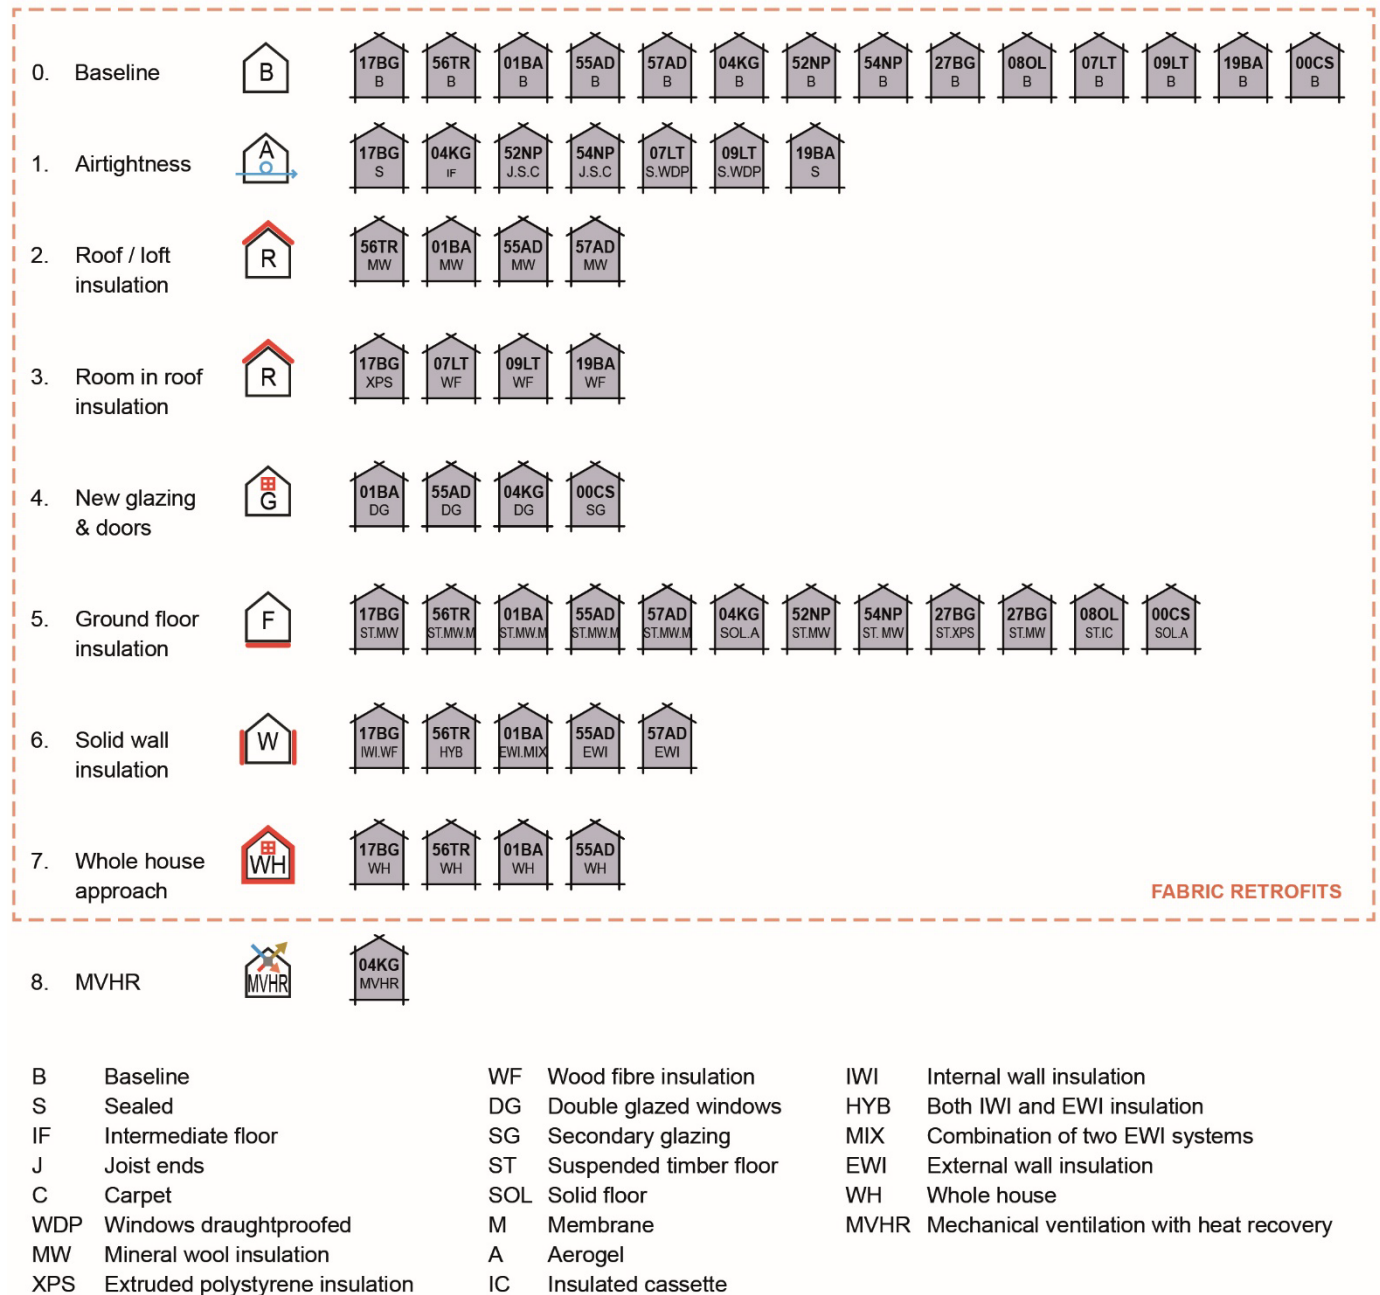 0. Baseline B 17BG 56TR 01BA 55AD 57AD 04KG 52NP 54NP 27BG 08OL 07LT 09LT 19BA 00CS
B B B B B B B B B B B B B B
1. Airtightness A 17BG 04KG 52NP 54NP 07LT 09LT 19BA
S IF J.S.C J.S.C S.WDP S.WDP S
2. Roof / loft R 56TR 01BA 55AD 57AD
insulation MW MW MW MW
3. Room in roof R 17BG 07LT 09LT 19BA
insulation XPS WF WF WF
4. New glazing G 01BA 55AD 04KG 00CS
& doors DG DG DG SG
5. Ground floor F 17BG 56TR 01BA 55AD 57AD 04KG 52NP 54NP 27BG 27BG 08OL 00CS
insulation ST.MW ST.MW.M ST.MW.M ST.MW.M ST.MW.M SOL.A ST.MW ST. MW ST.XPS ST.MW ST.IC SOL.A
6. Solid wall W 17BG 56TR 01BA 55AD 57AD
insulation IWI.WF HYB EWI.MIX EWI EWI
7. Whole house WH 17BG 56TR 01BA 55AD
approach WH WH WH WH
FABRIC RETROFITS
8. MVHR MVHR 04KG
MVHR
B Baseline
S Sealed
IF Intermediate floor
J Joist ends
C Carpet
WDP Windows draughtproofed
MW Mineral wool insulation
XPS Extruded polystyrene insulation
WF Wood fibre insulation
DG Double glazed windows
SG Secondary glazing
ST Suspended timber floor
SOL Solid floor
M Membrane
A Aerogel
IC Insulated cassette
IWI Internal wall insulation
HYB Both IWI and EWI insulation
MIX Combination of two EWI systems
EWI External wall insulation
WH Whole house
MVHR Mechanical ventilation with heat recovery